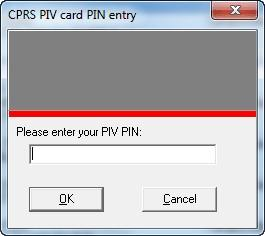 CPRS PIV card PIN entry
Please enter your PIV PIN:
OK Cancel